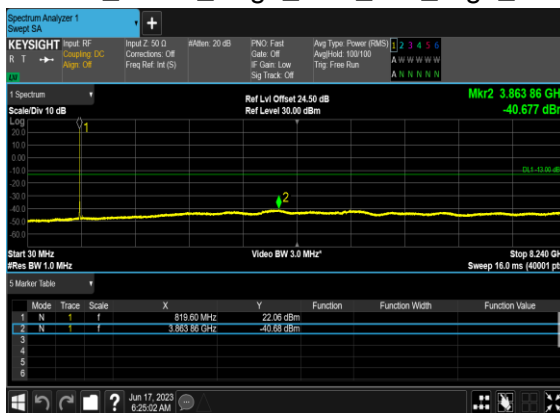 Spectrum Analyzer 1
Swept SA
+
KEYSIGHT Input: RF
R T Coupling: DC
Align: Off
LU
Input Z: 50 Ω
Corrections: Off
Freq Ref: Int (S)
#Atten: 20 dB
PNO: Fast
Gate: Off
IF Gain: Low
Sig Track: Off
Avg Type: Power (RMS)
Avg|Hold: 100/100
Trig: Free Run
1 2 3 4 5 6
A W W W W W
A N N N N N
1 Spectrum
Scale/Div 10 dB
Ref Lvl Offset 24.50 dB
Ref Level 30.00 dBm
Mkr2 3.863 86 GH
-40.677 dBr
Log
20.0
10.0
0.00
-10.0
-20.0
-30.0
-40.0
-50.0
-60.0
1
DL1 -13.00 dB
2
Start 30 MHz
#Res BW 1.0 MHz
Video BW 3.0 MHz*
Stop 8.240 GH
Sweep 16.0 ms (40001 pt
5 Marker Table
Mode Trace Scale X Y Function Function Width Function Value
1 N 1 f 819.60 MHz 22.06 dBm
2 N 1 f 3.863 86 GHz -40.68 dBm
3
4
5
6
? Jun 17, 2023
6:25:02 AM